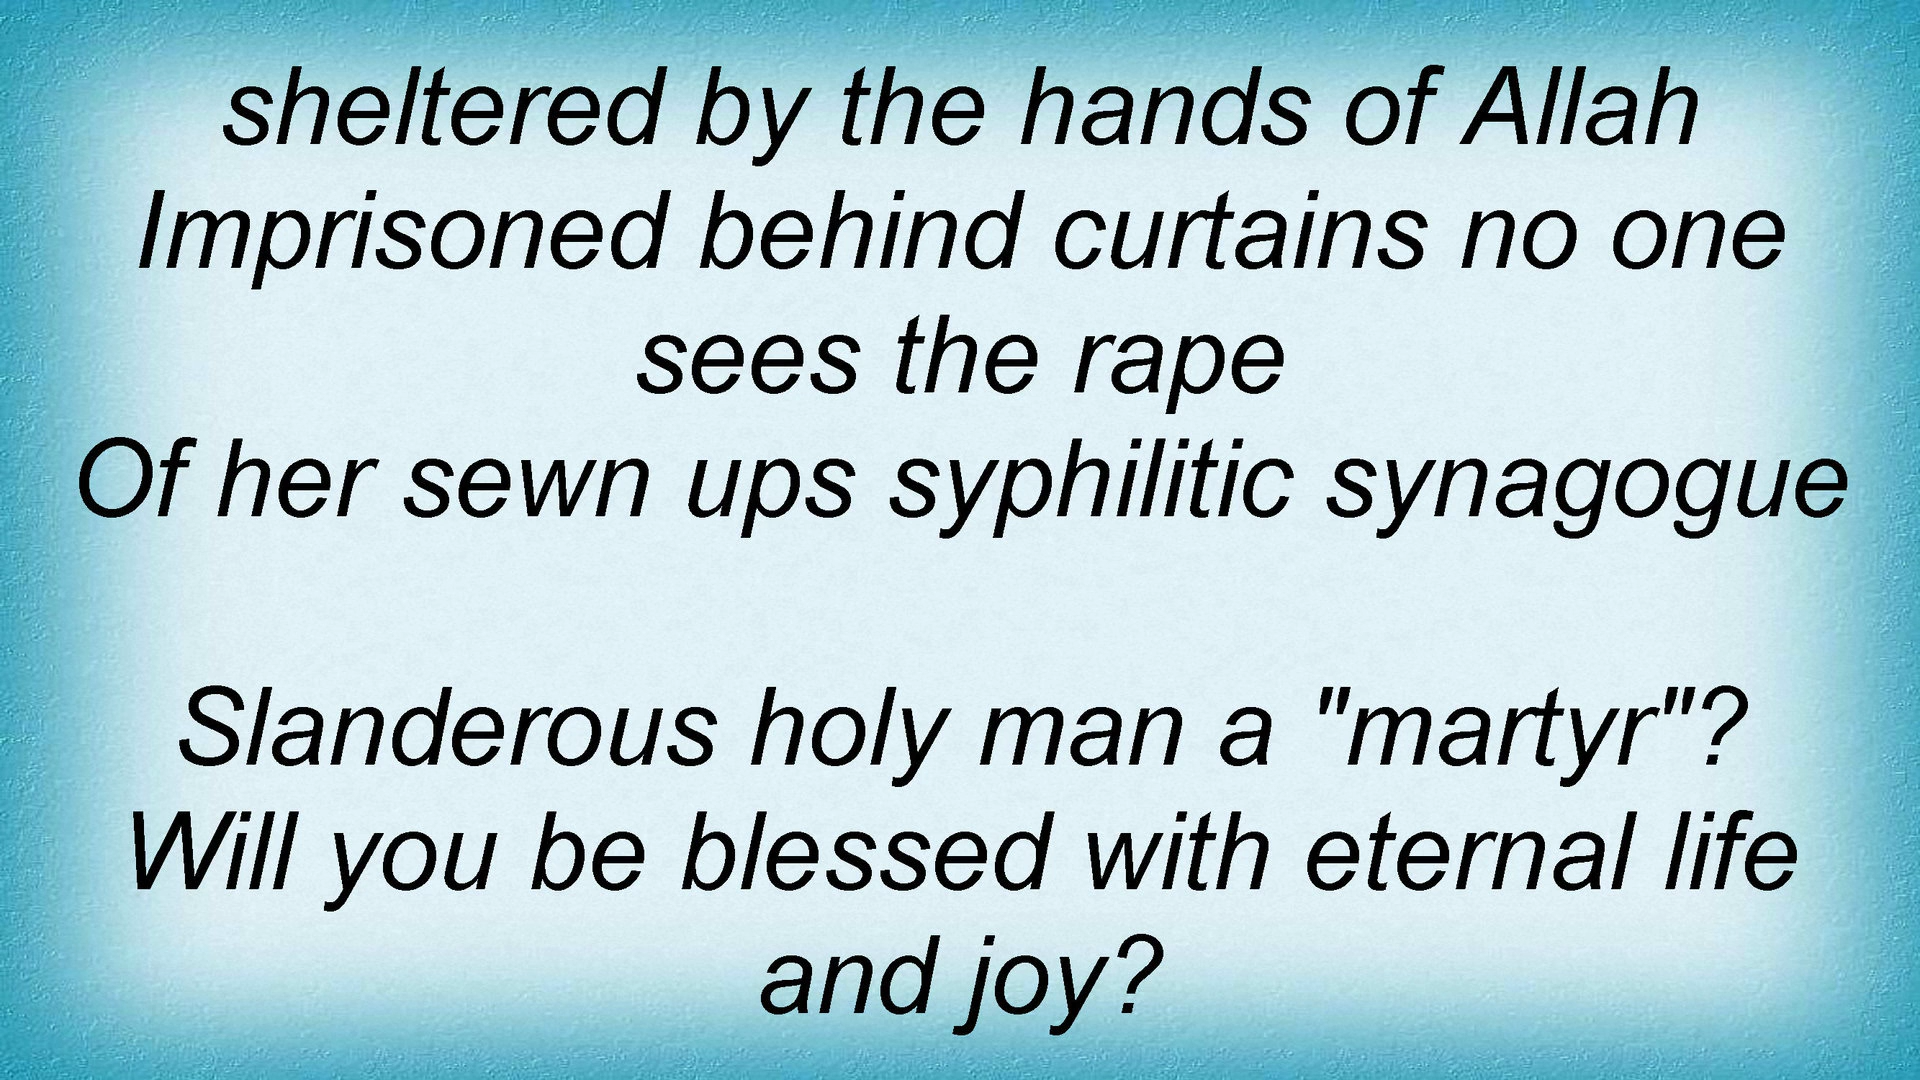 sheltered by the hands of Allah
Imprisoned behind curtains no one
sees the rape
Of her sewn ups syphilitic synagogue
Slanderous holy man a "martyr"?
Will you be blessed with eternal life
and joy?